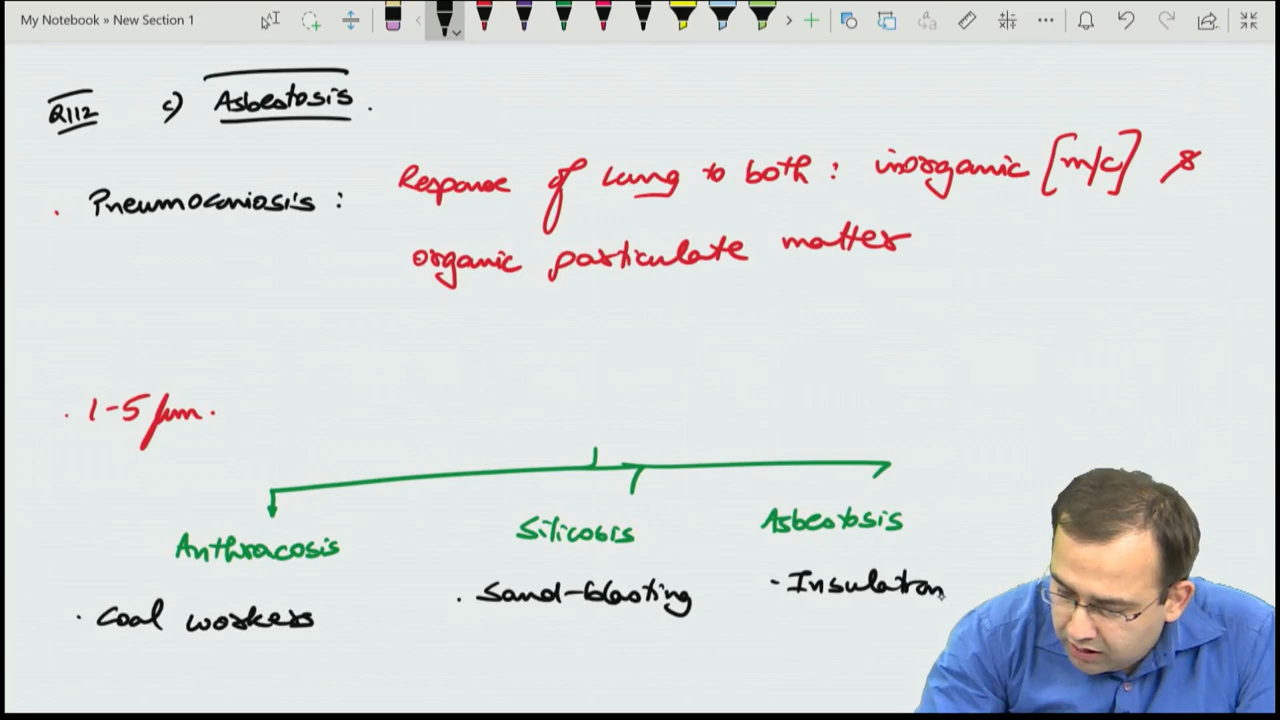 My Notebook » New Section 1
Q112 c) Asbestosis.
Response of lung to both : inorganic [m/c] &
. Pneumoconiosis :
organic particulate matter
. 1-5 µm.
Anthracosis Silicosis Asbestosis
. Coal workers . Sand-blasting - Insulation